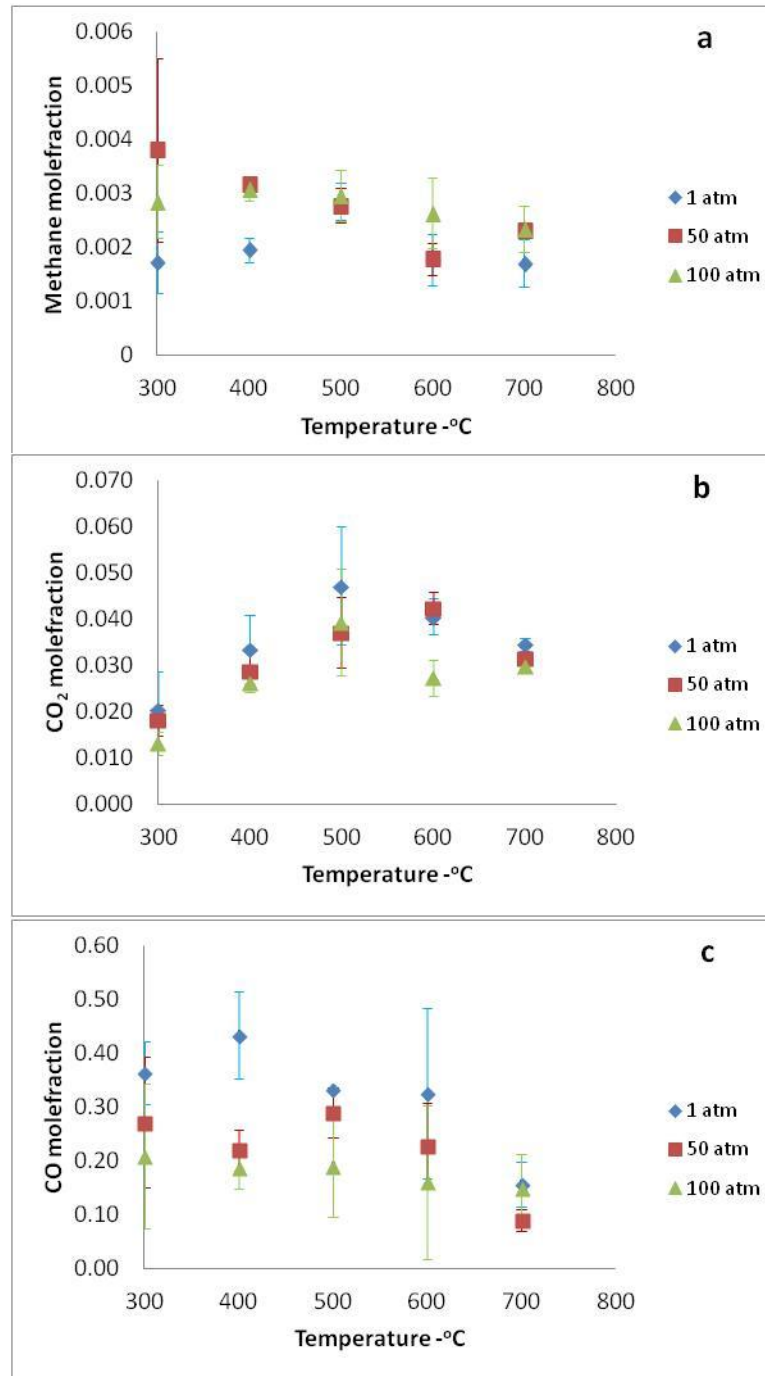 a
0.006
0.005
0.004
0.003
0.002
0.001
0
Methane molefraction
300 400 500 600 700 800
Temperature -ºC
1 atm
50 atm
100 atm
b
0.070
0.060
0.050
0.040
0.030
0.020
0.010
0.000
CO₂ molefraction
300 400 500 600 700 800
Temperature -ºC
1 atm
50 atm
100 atm
c
0.60
0.50
0.40
0.30
0.20
0.10
0.00
CO molefraction
300 400 500 600 700 800
Temperature -ºC
1 atm
50 atm
100 atm